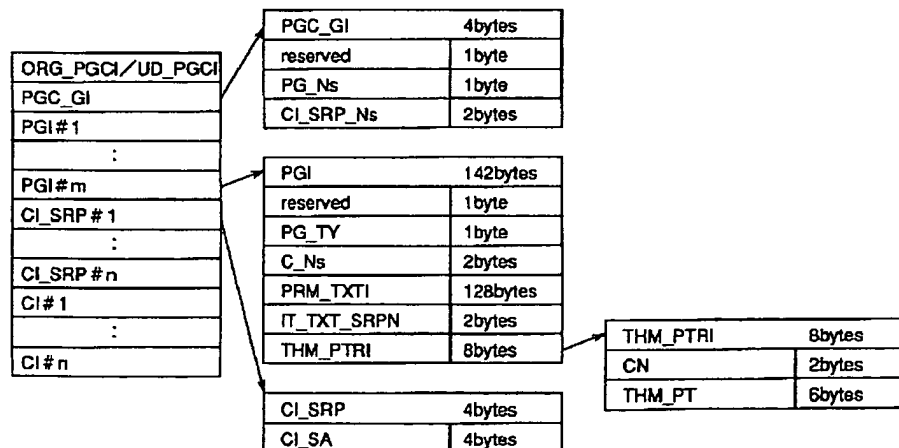 ORG_PGCI/UD_PGCI
PGC_GI
PGI#1
:
PGI#m
CI_SRP#1
:
CI_SRP#n
CI#1
:
CI#n
PGC_GI 4bytes
reserved 1byte
PG_Ns 1byte
CI_SRP_Ns 2bytes
PGI 142bytes
reserved 1byte
PG_TY 1byte
C_Ns 2bytes
PRM_TXTI 128bytes
IT_TXT_SRPN 2bytes
THM_PTRI 8bytes
CI_SRP 4bytes
CI_SA 4bytes
THM_PTRI 8bytes
CN 2bytes
THM_PT 6bytes